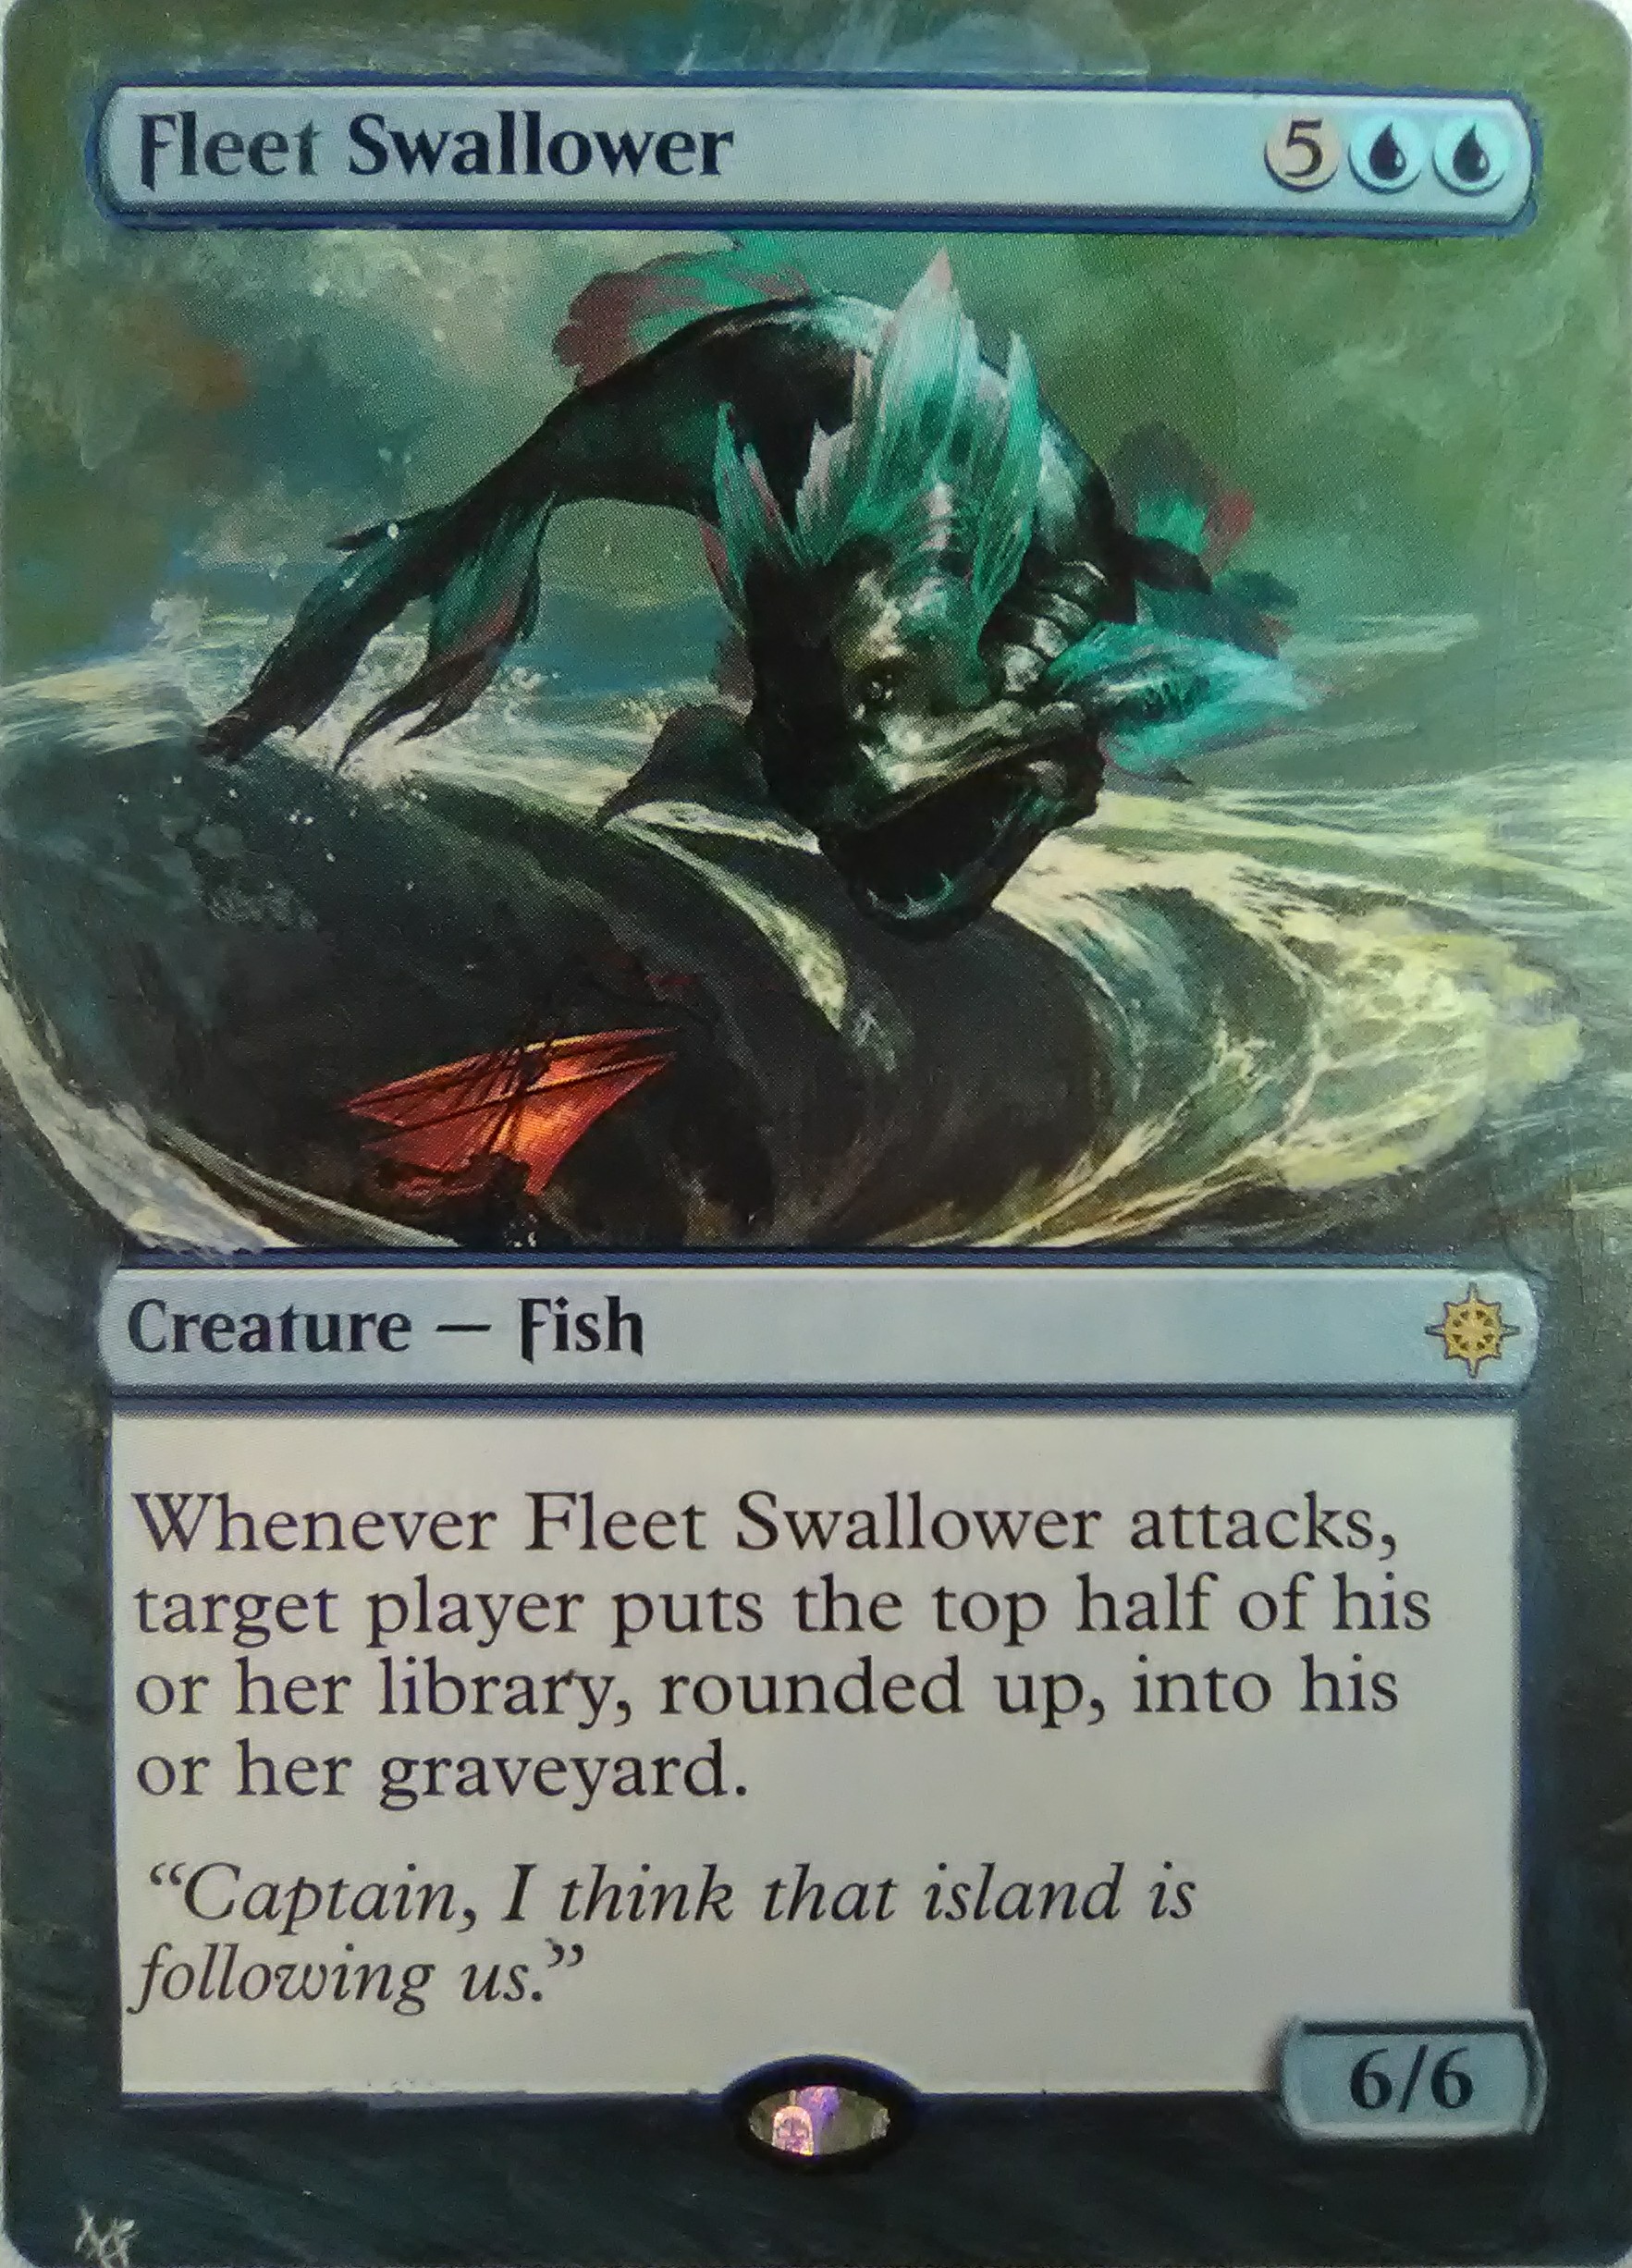 Fleet Swallower 5
Creature — Fish
Whenever Fleet Swallower attacks,
target player puts the top half of his
or her library, rounded up, into his
or her graveyard.
“Captain, I think that island is
following us.”
6/6